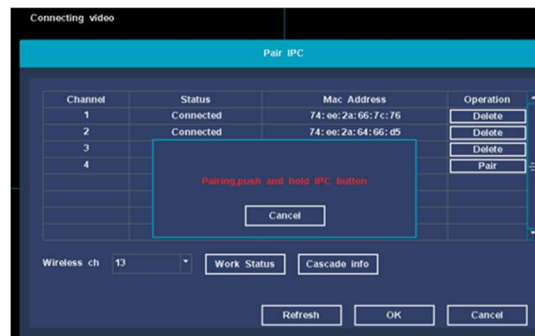 Connecting video
Pair IPC
Channel Status Mac Address Operation
1 Connected 74:ee:2a:66:7c:76 Delete
2 Connected 74:ee:2a:64:66:d5 Delete
3 Delete
4 Pair
Pairing,push and hold IPC button
Cancel
Wireless ch 13 Work Status Cascade info
Refresh OK Cancel